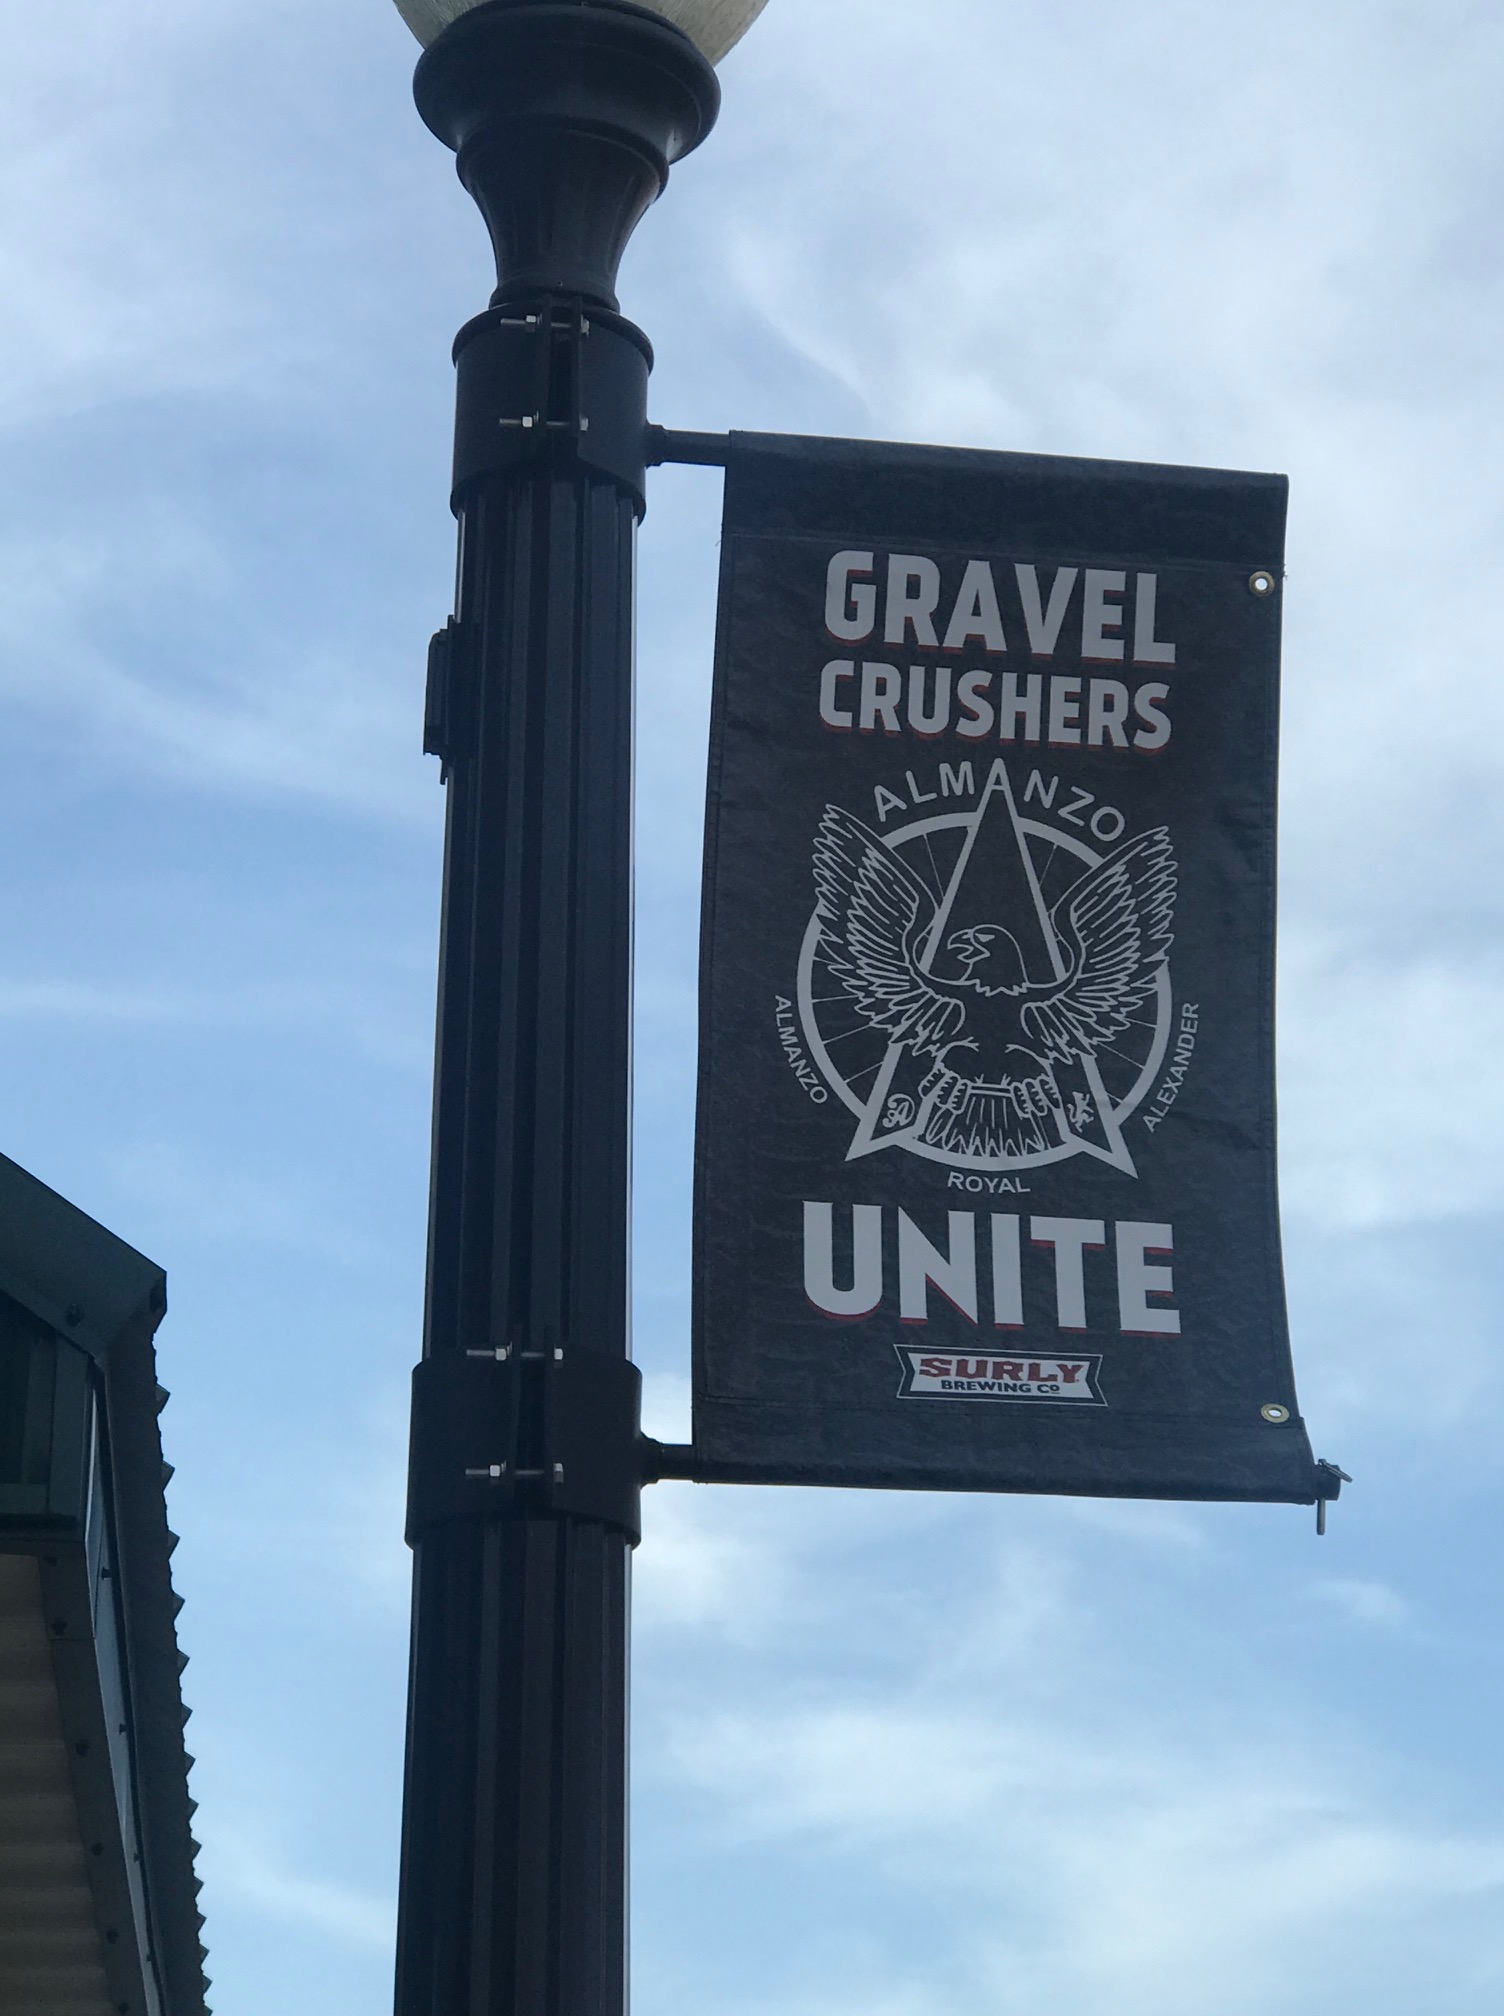 GRAVEL
CRUSHERS
ALMANZO
ALMANZO
ALEXANDER
ROYAL
UNITE
SURLY
BREWING CO